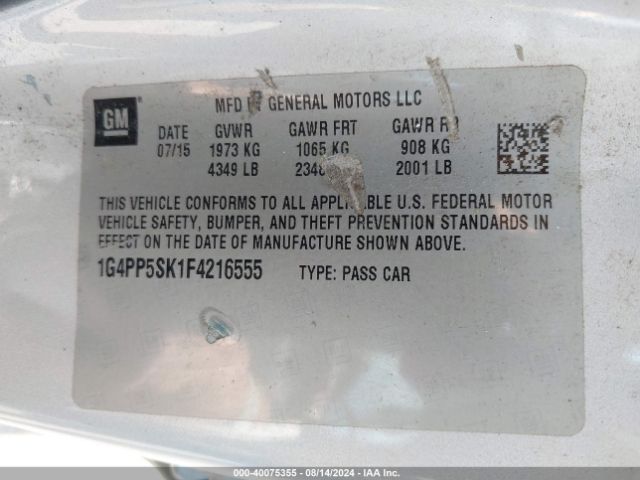 GM
MFD BY GENERAL MOTORS LLC
DATE GVWR GAWR FRT GAWR RR
07/15 1973 KG 1065 KG 908 KG
4349 LB 2001 LB
THIS VEHICLE CONFORMS TO ALL APPLICABLE U.S. FEDERAL MOTOR
VEHICLE SAFETY, BUMPER, AND THEFT PREVENTION STANDARDS IN
EFFECT ON THE DATE OF MANUFACTURE SHOWN ABOVE.
1G4PP5SK1F4216555 TYPE: PASS CAR
000-40075355 - 08/14/2024 - IAAI.com